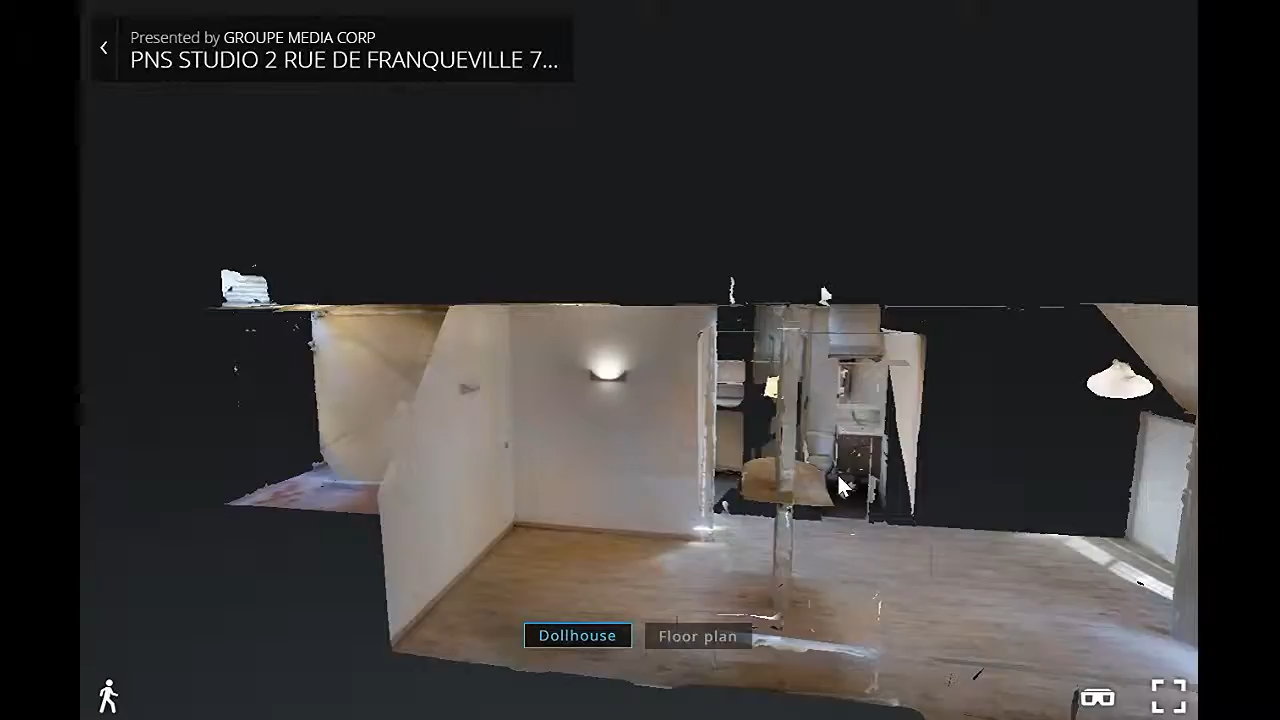 Presented by GROUPE MEDIA CORP
PNS STUDIO 2 RUE DE FRANQUEVILLE 7...
Dollhouse
Floor plan